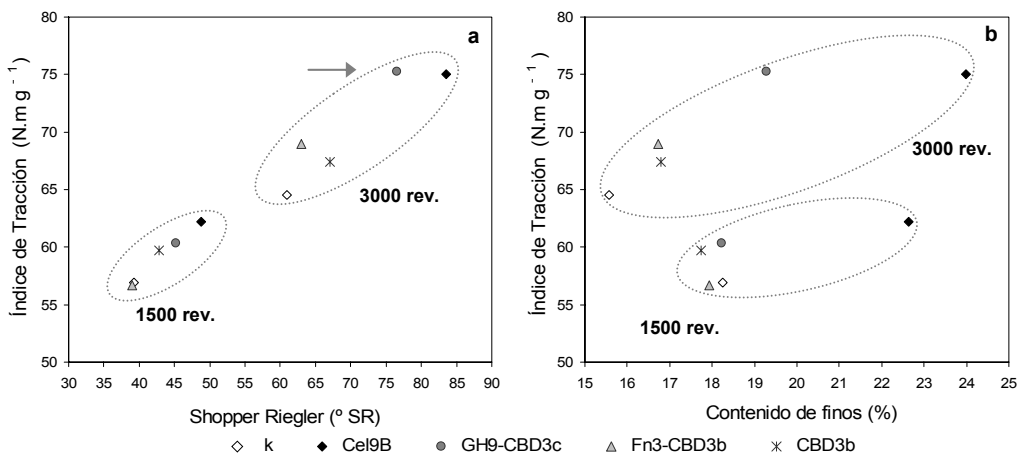 a
Índice de Tracción (N.m g ⁻¹)
80
75
70
65
60
55
50
3000 rev.
1500 rev.
30 35 40 45 50 55 60 65 70 75 80 85 90
Shopper Riegler (º SR)
b
Índice de Tracción (N.m g ⁻¹)
80
75
70
65
60
55
50
3000 rev.
1500 rev.
15 16 17 18 19 20 21 22 23 24 25
Contenido de finos (%)
k Cel9B GH9-CBD3c Fn3-CBD3b CBD3b